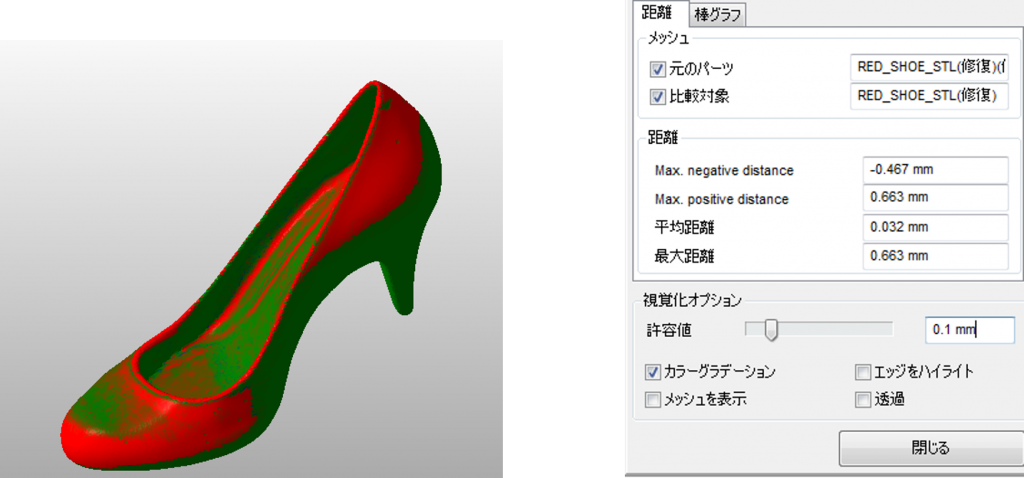 距離 棒グラフ
メッシュ
元のパーツ RED_SHOE_STL(修復)(
比較対象 RED_SHOE_STL(修復)
距離
Max. negative distance -0.467 mm
Max. positive distance 0.663 mm
平均距離 0.032 mm
最大距離 0.663 mm
視覚化オプション
許容値 0.1 mm
カラーグラデーション エッジをハイライト
メッシュを表示 透過
閉じる